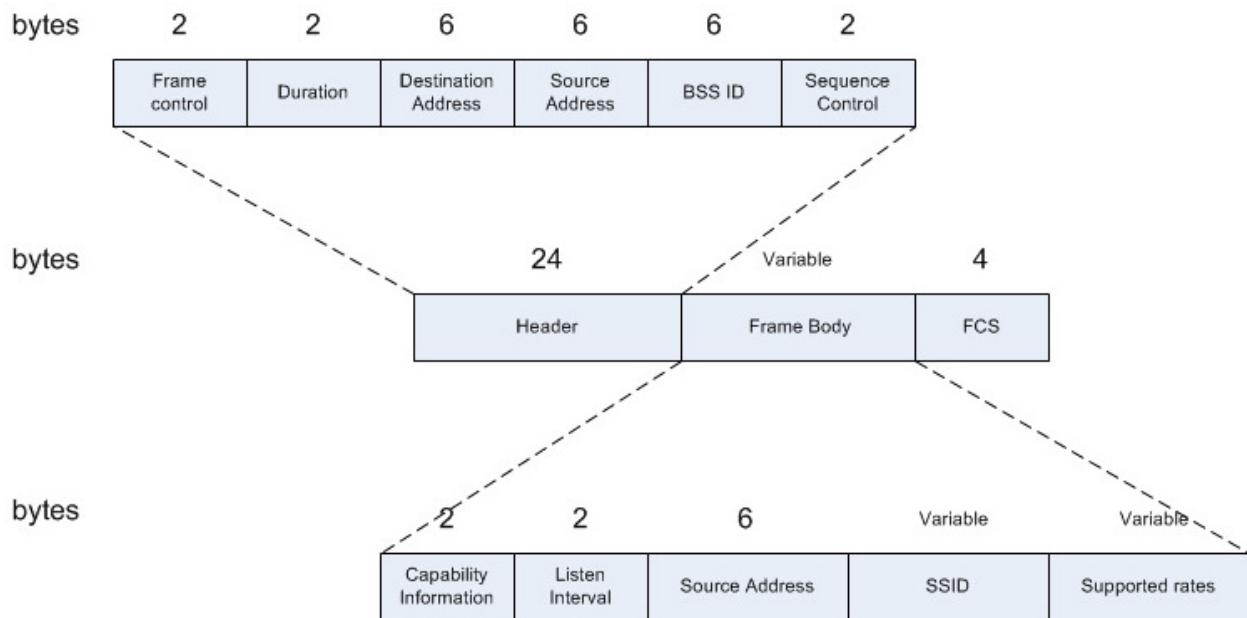 bytes 2 2 6 6 6 2
Frame control
Duration
Destination Address
Source Address
BSS ID
Sequence Control
bytes 24 Variable 4
Header
Frame Body
FCS
bytes 2 2 6 Variable Variable
Capability Information
Listen Interval
Source Address
SSID
Supported rates